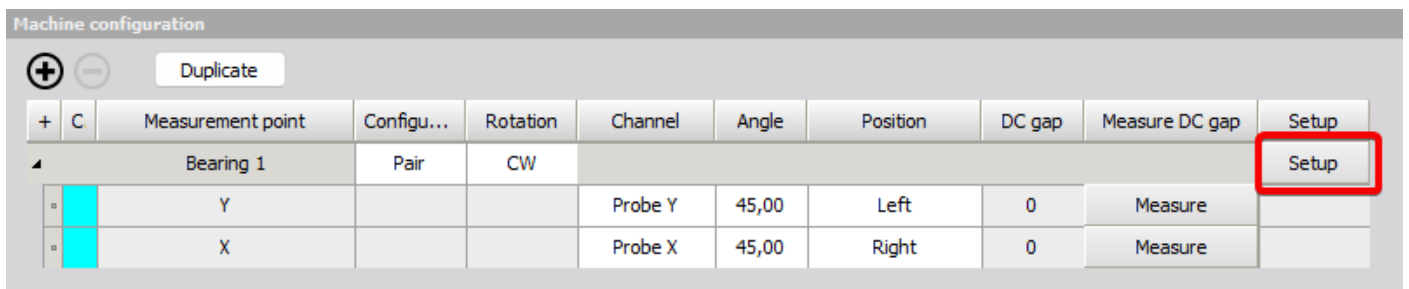 Machine configuration
Duplicate
+ C. Measurement point Configu... Rotation Channel Angle Position DC gap Measure DC gap Setup
Bearing 1 Pair CW Setup
Y Probe Y 45,00 Left 0 Measure
X Probe X 45,00 Right 0 Measure